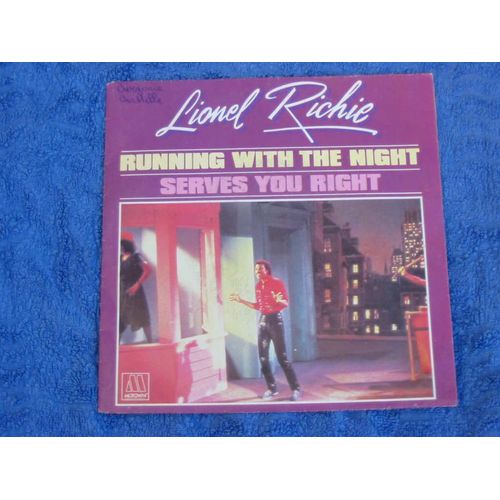 Lionel Richie
RUNNING WITH THE NIGHT
SERVES YOU RIGHT
M
MOTOWN